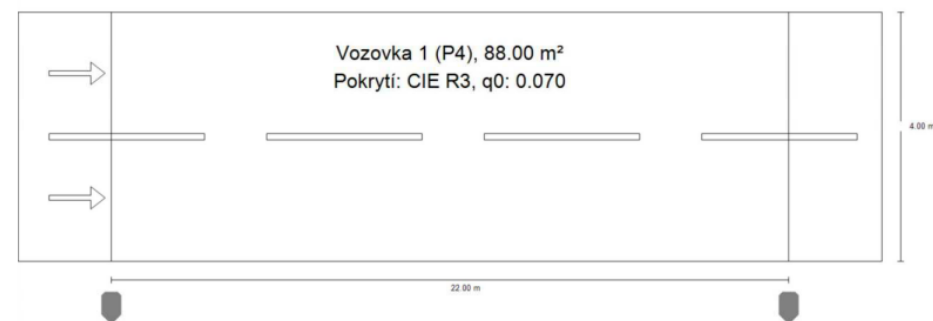 Vozovka 1 (P4), 88.00 m²
Pokrytí: CIE R3, q0: 0.070
4.00 m
22.00 m